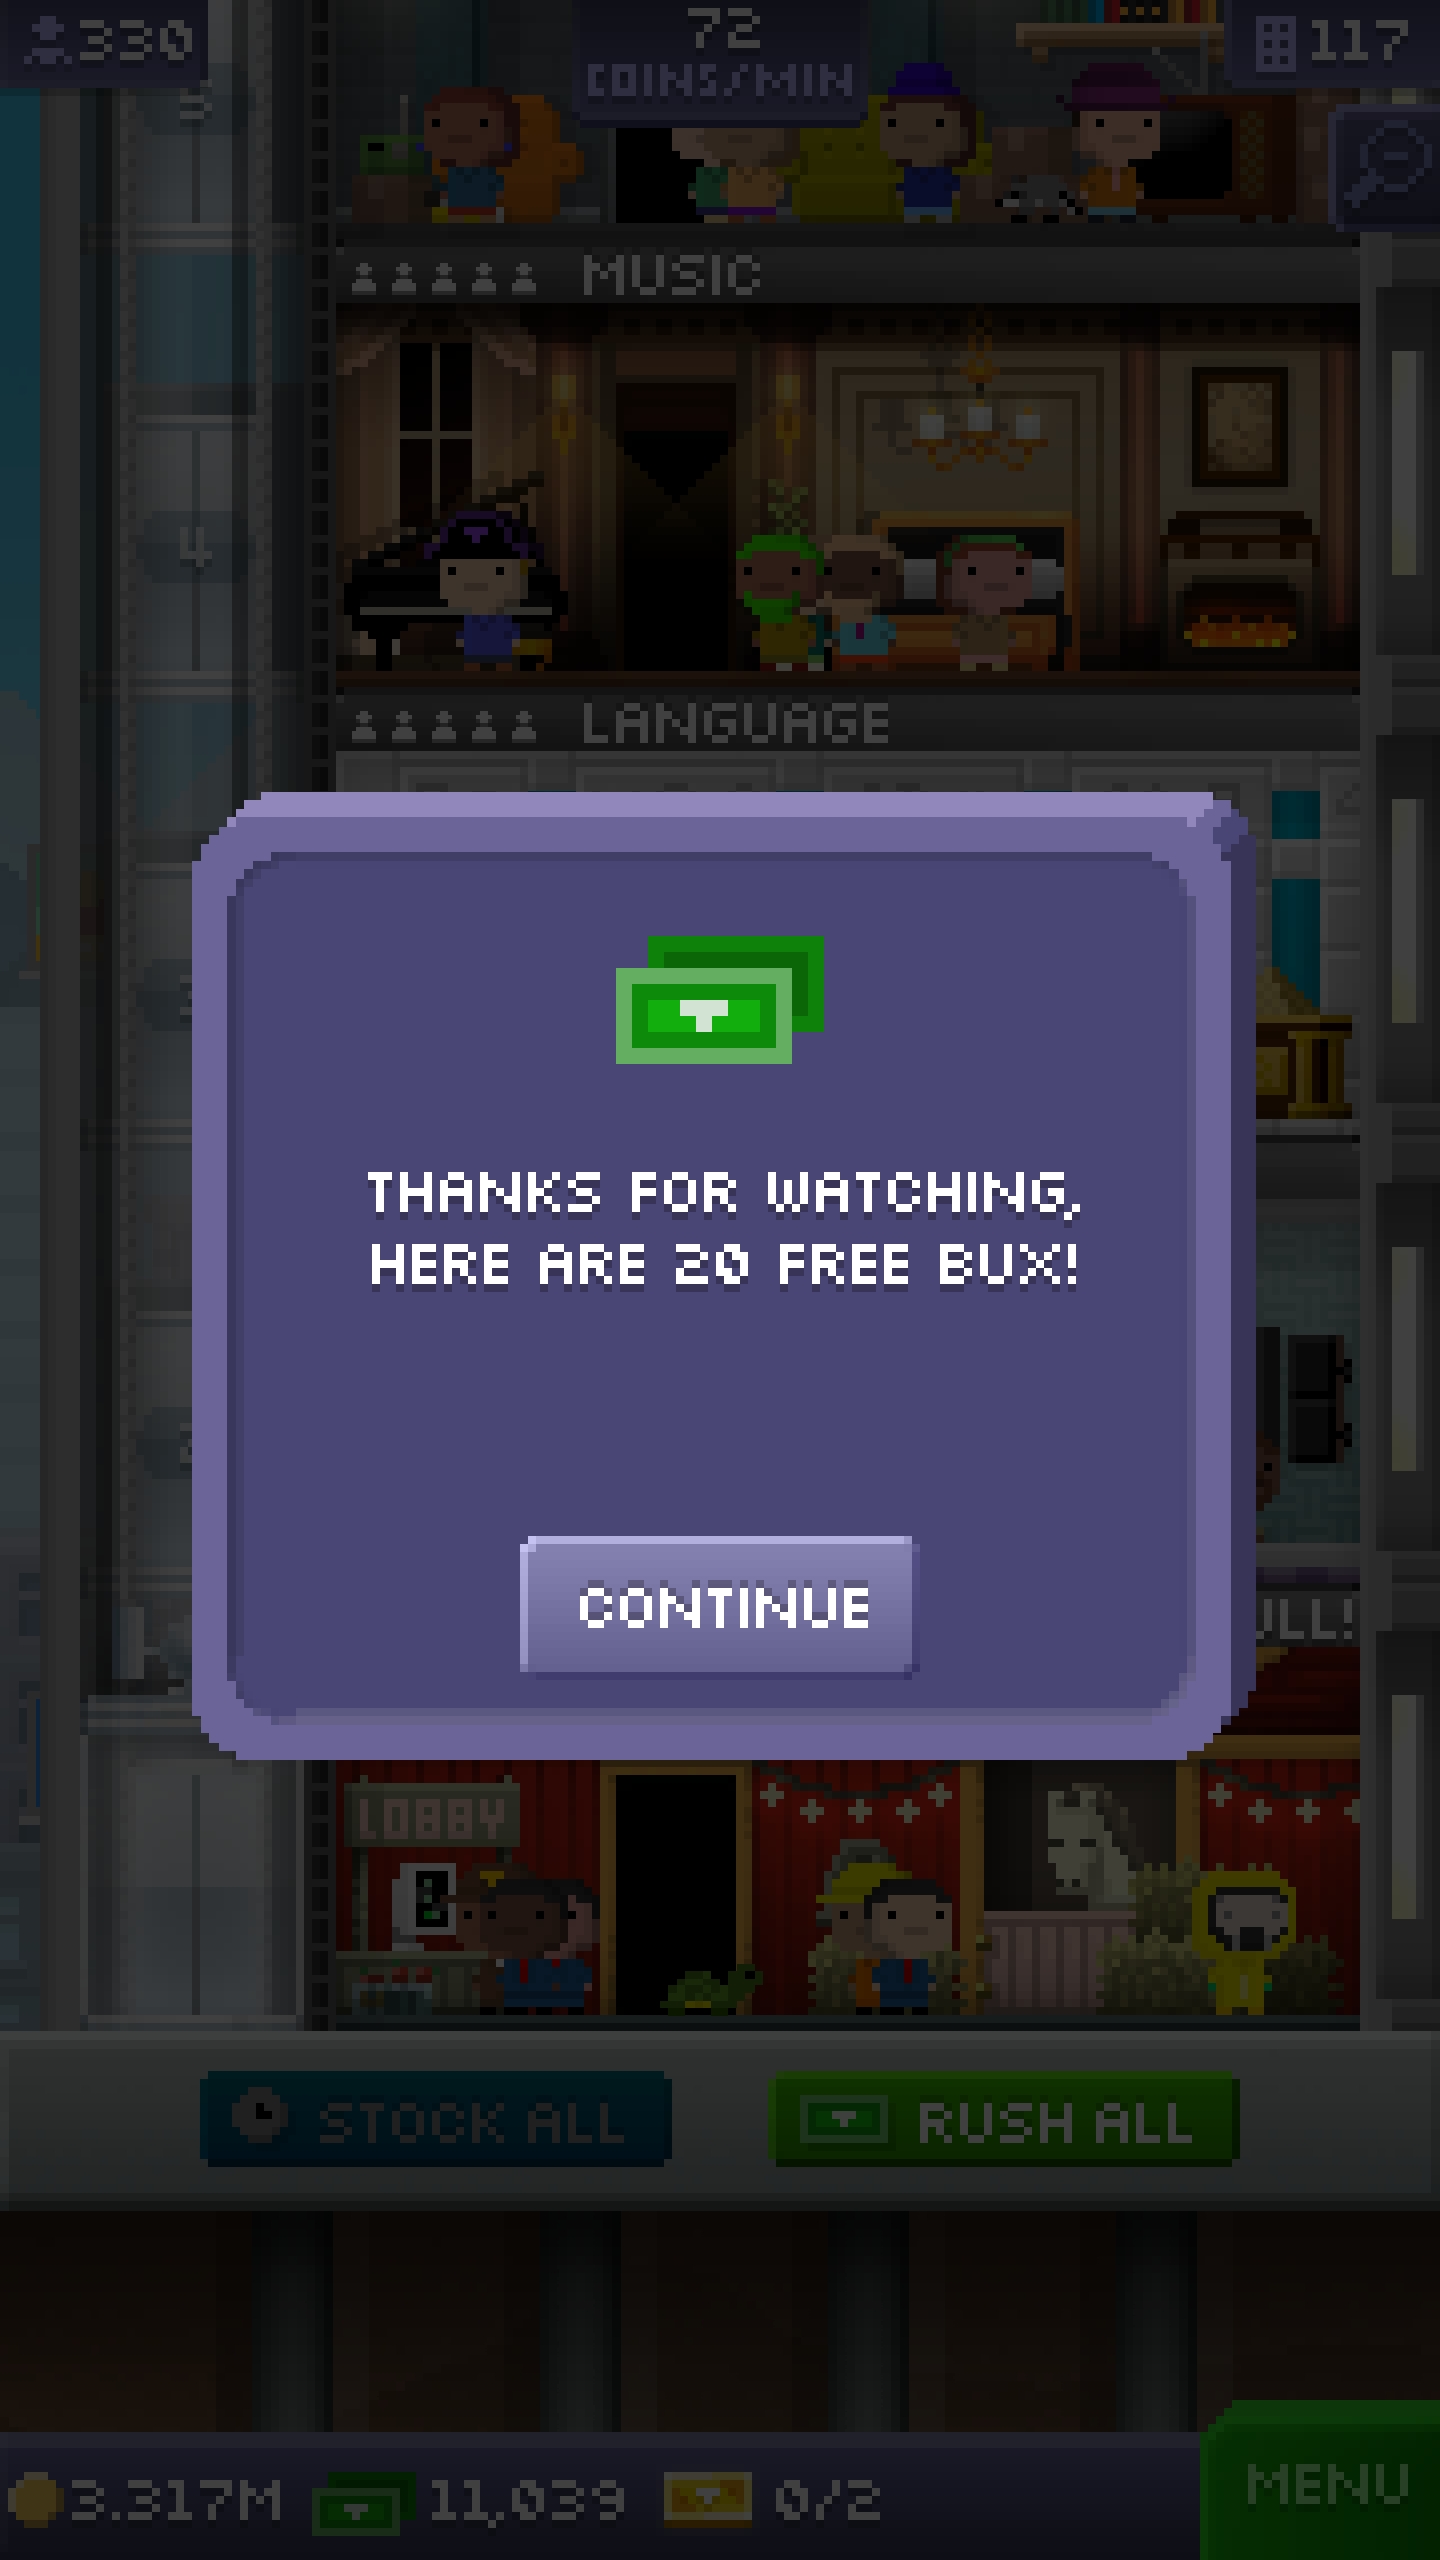 330
72
COINS/MIN
117
5
MUSIC
4
LANGUAGE
THANKS FOR WATCHING,
HERE ARE 20 FREE BUX!
CONTINUE
LOBBY
STOCK ALL
RUSH ALL
3.317M
11,039
0/2
MENU